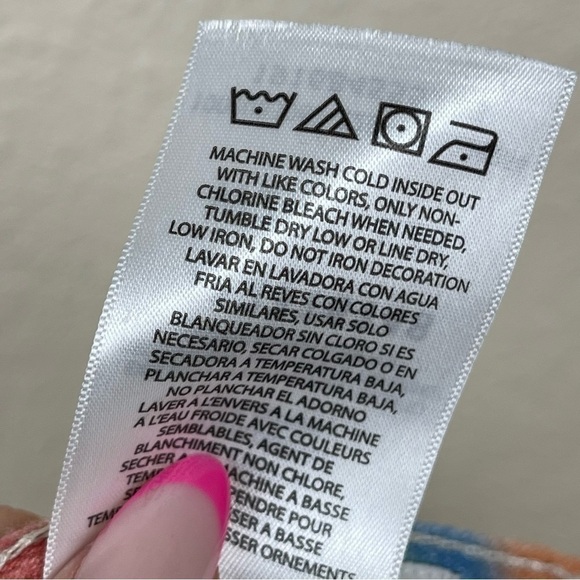 MACHINE WASH COLD INSIDE OUT
WITH LIKE COLORS, ONLY NON-
CHLORINE BLEACH WHEN NEEDED,
TUMBLE DRY LOW OR LINE DRY,
LOW IRON, DO NOT IRON DECORATION
LAVAR EN LAVADORA CON AGUA
FRIA AL REVES CON COLORES
SIMILARES, USAR SOLO
BLANQUEADOR SIN CLORO SI ES
NECESARIO, SECAR COLGADO O EN
SECADORA A TEMPERATURA BAJA,
PLANCHAR A TEMPERATURA BAJA,
NO PLANCHAR EL ADORNO
LAVER A L'ENVERS A LA MACHINE
A L'EAU FROIDE AVEC COULEURS
SEMBLABLES, AGENT DE
BLANCHIMENT NON CHLORE,
SECHER MACHINE A BASSE
POUR
A BASSE
ORNEMENTS